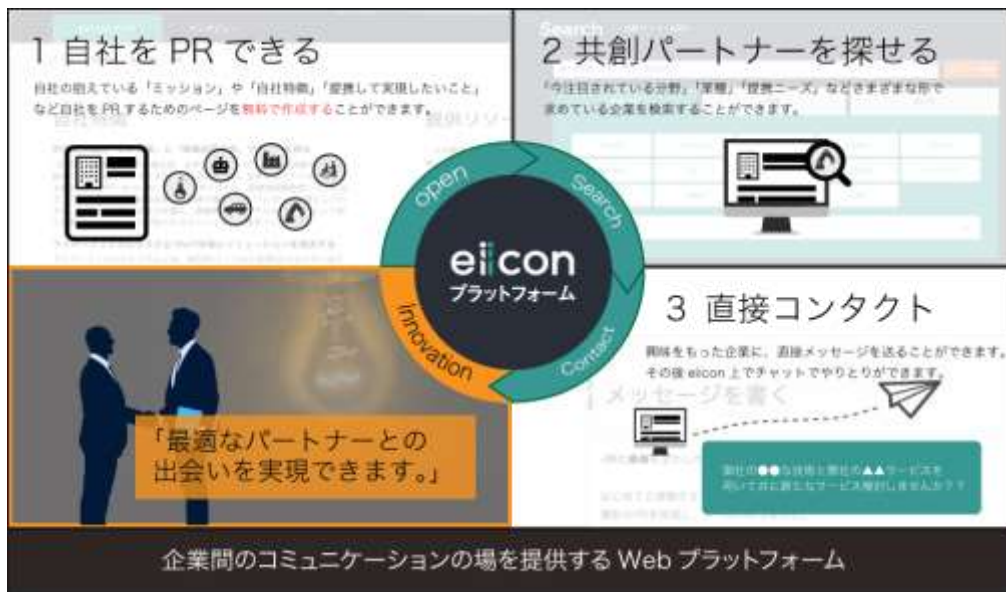 1 自社を PR できる
自社の抱えている「ミッション」や「自社特徴」「提携して実現したいこと」
など自社を PR するためのページを無料で作成することができます。
自社特徴
提供リソー
2 共創パートナーを探せる
「今注目されている分野」「業種」「提携ニーズ」などさまざまな形で
求めている企業を検索することができます。
Search
open
Search
Contact
innovation
eiicon
プラットフォーム
「最適なパートナーとの
出会いを実現できます。」
3 直接コンタクト
興味をもった企業に、直接メッセージを送ることができます。
その後 eiicon 上でチャットでやりとりができます。
メッセージを書く
御社の●●な技術と弊社の▲▲サービスを
用いて共に新たなサービス検討しませんか？？
企業間のコミュニケーションの場を提供する Web プラットフォーム